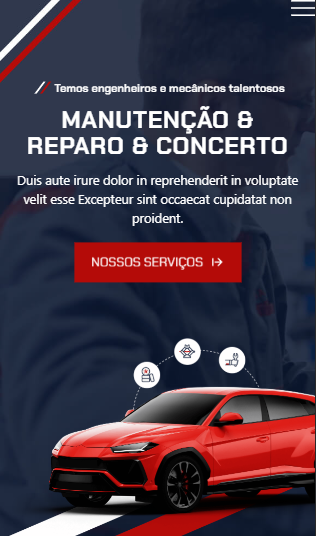 Temos engenheiros e mecânicos talentosos
MANUTENÇÃO &
REPARO & CONCERTO
Duis aute irure dolor in reprehenderit in voluptate
velit esse Excepteur sint occaecat cupidatat non
proident.
NOSSOS SERVIÇOS